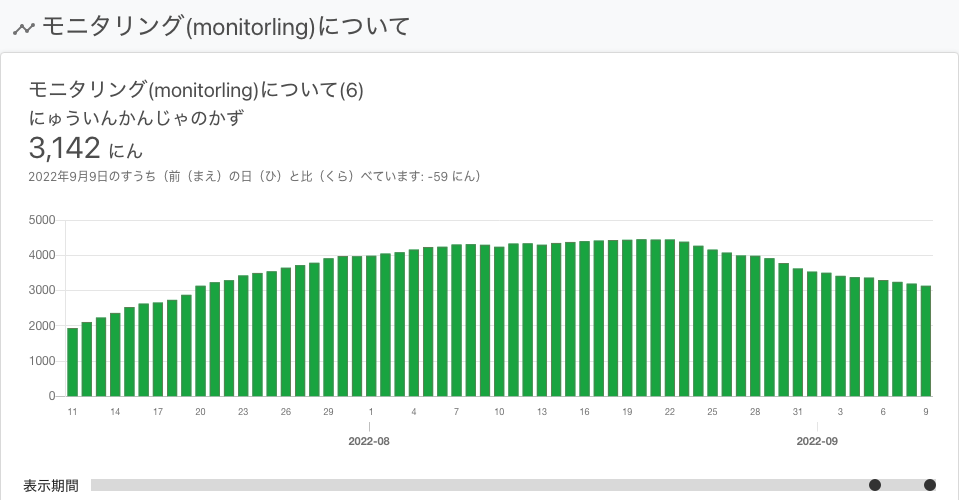 モニタリング(monitorling)について
モニタリング(monitorling)について(6)
にゅういんかんじゃのかず
3,142 にん
2022年9月9日のすうち（前（まえ）の日（ひ）と比（くら）べています: -59 にん）
5000
4000
3000
2000
1000
0
11 14 17 20 23 26 29 1 4 7 10 13 16 19 22 25 28 31 3 6 9
2022-08 2022-09
表示期間